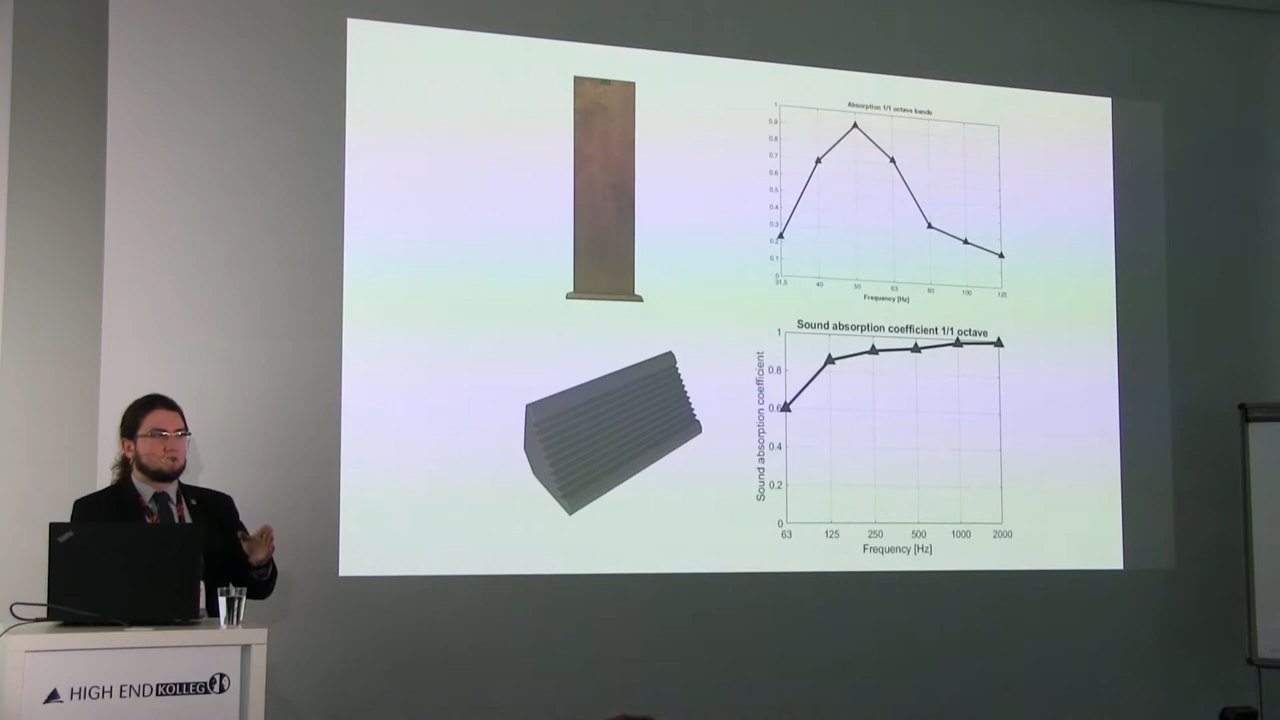 Absorption 1/1 octave bands
1
0.9
0.8
0.7
0.6
0.5
0.4
0.3
0.2
0.1
0
31,5 40 50 63 80 100 125
Frequency [Hz]
Sound absorption coefficient 1/1 octave
Sound absorption coefficient
1
0.8
0.6
0.4
0.2
0
63 125 250 500 1000 2000
Frequency [Hz]
ThinkPad
HIGH END KOLLEG